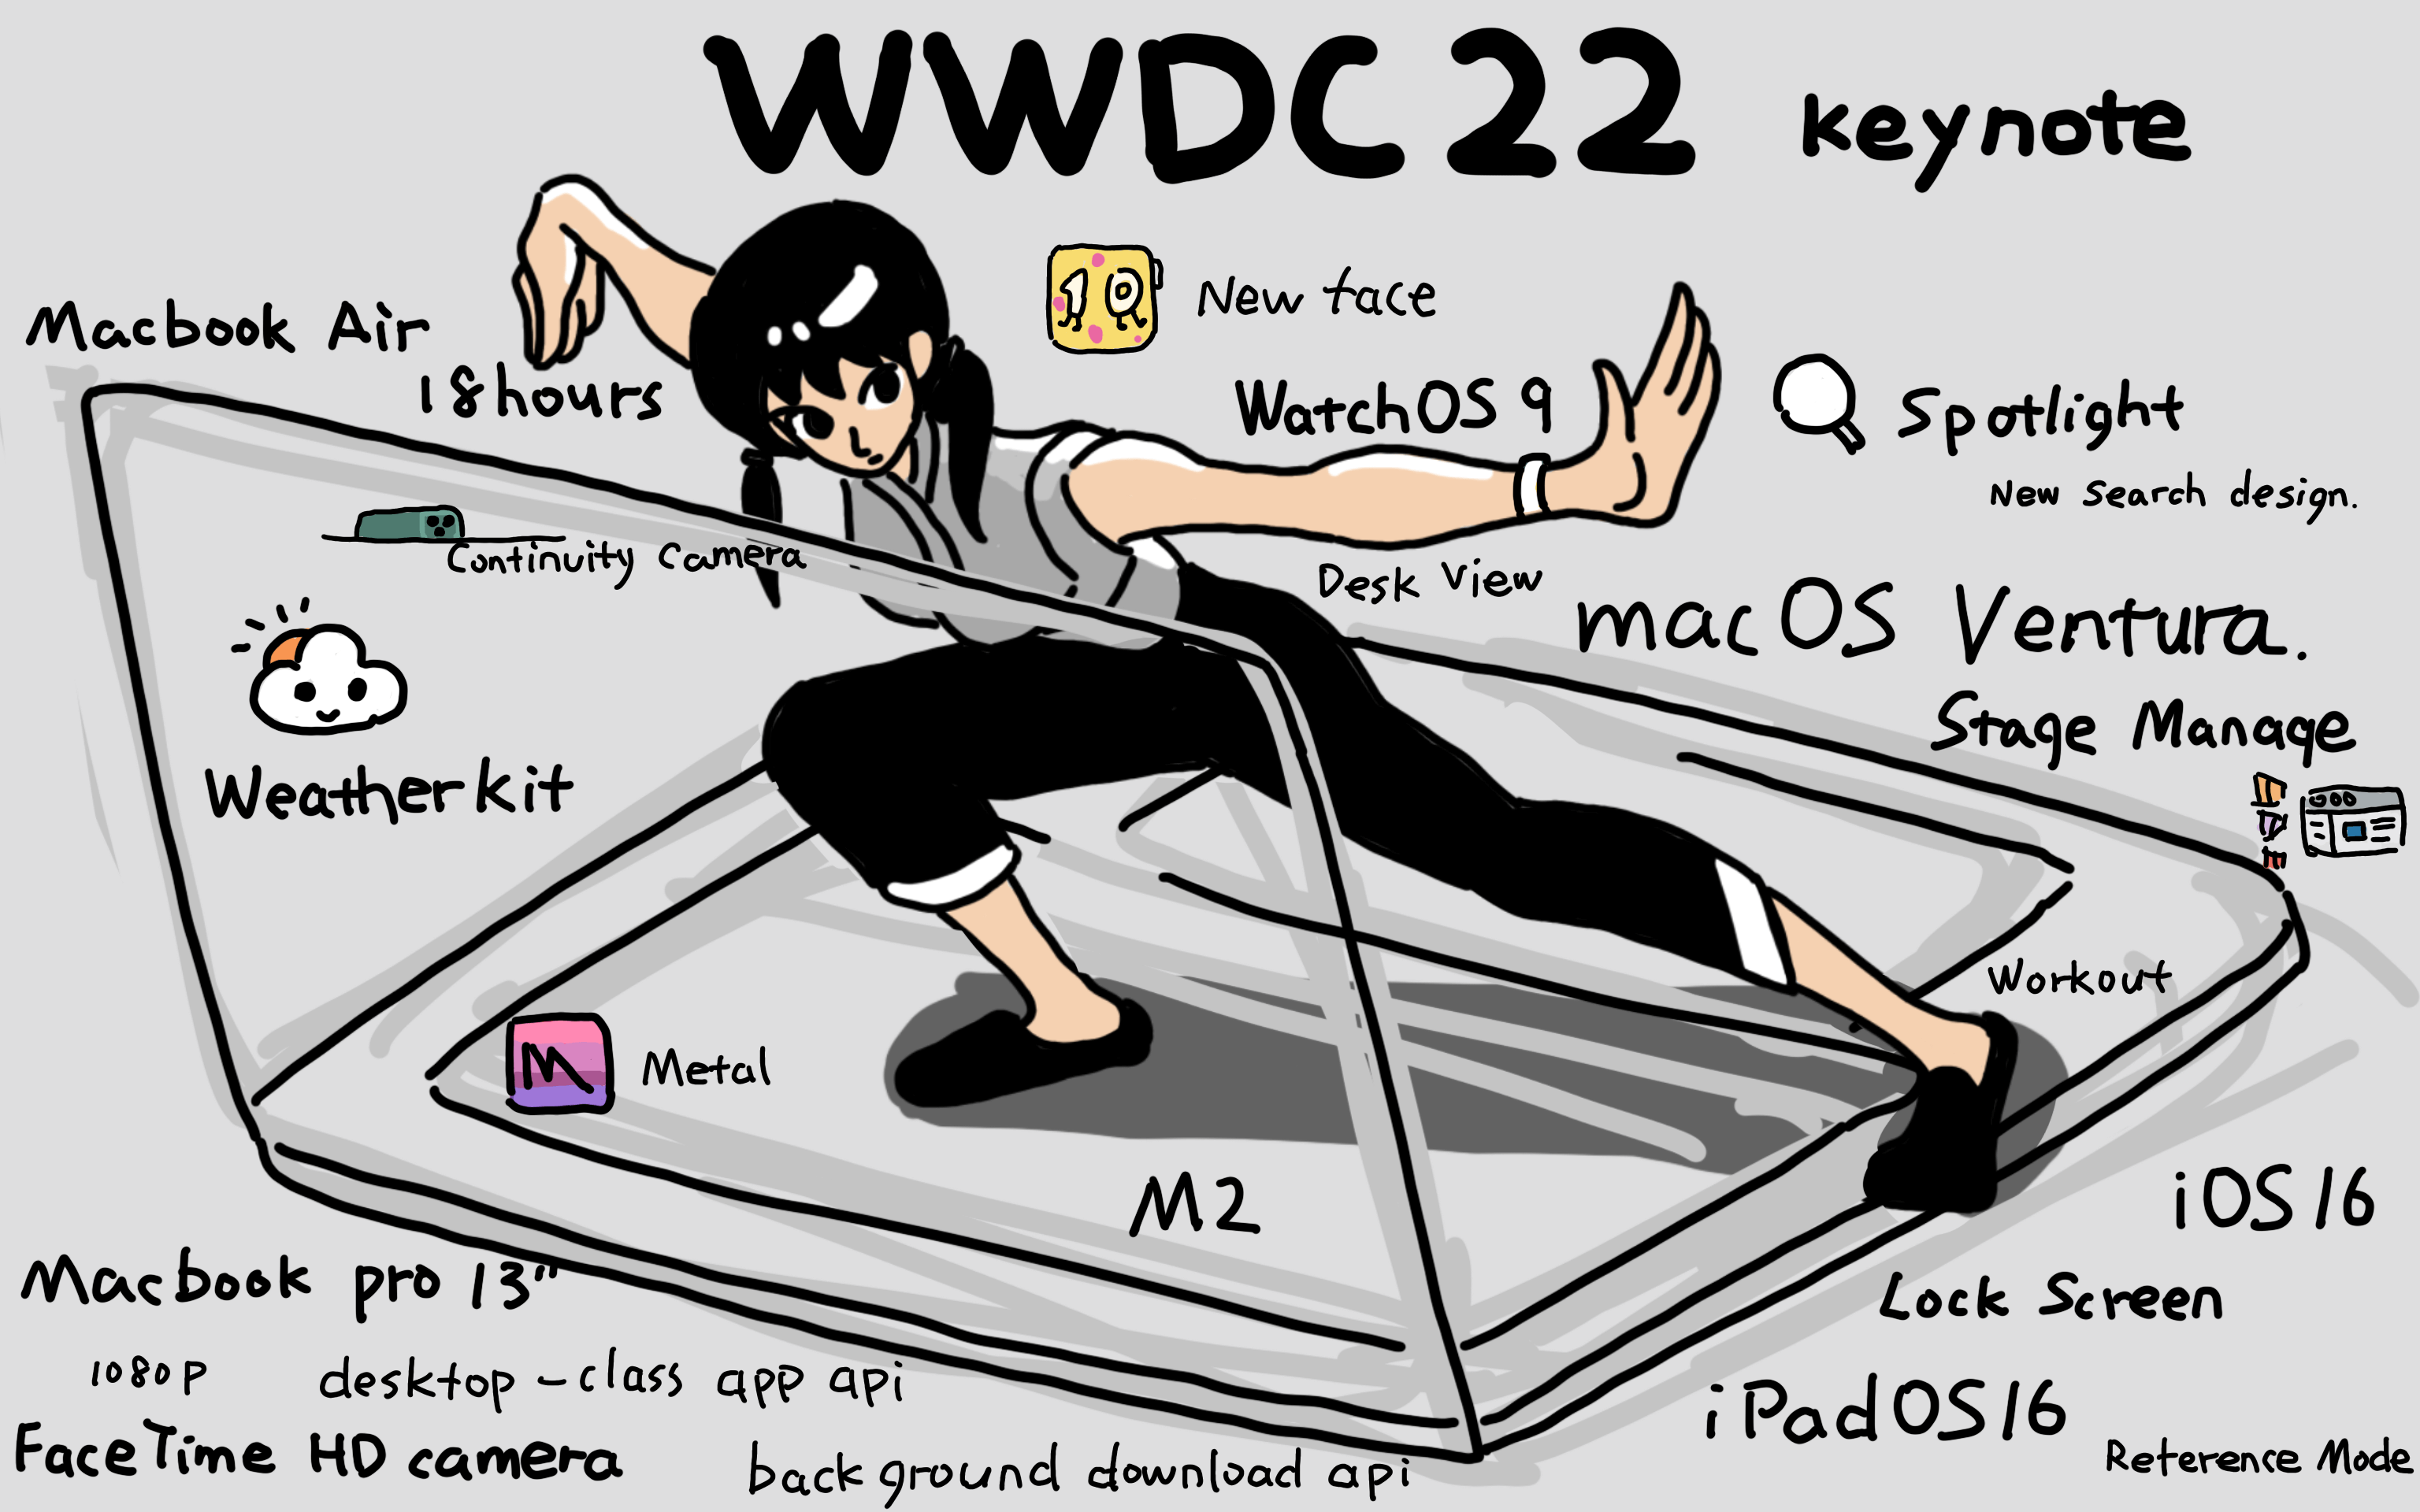 WWDC 22 keynote
10
New face
Macbook Air
18hours
WatchOS 9
Spotlight
New search design.
Continuity Camera
Desk View
macOS Ventura.
Stage Manage
Weatherkit
Workout
M
Metal
M2
iOS 16
Macbook pro 13"
Lock Screen
1080p
desktop-class app api
iPadOS 16
FaceTime HD camera
background download api
Reference Mode